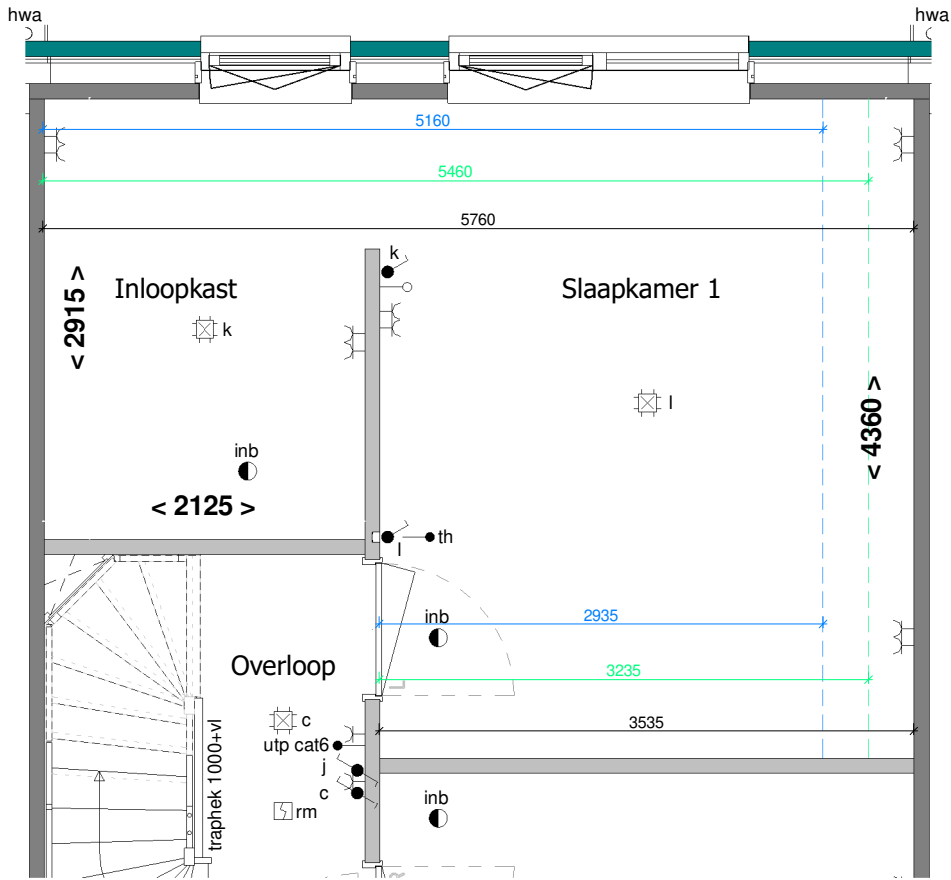 hwa hwa
5160
5460
5760
k
Inloopkast Slaapkamer 1
< 2915 >
k
l
< 4360 >
inb
< 2125 >
l th
inb
2935
Overloop
3235
c
3535
utp cat6
j
c
traphek 1000+vl
rm
inb